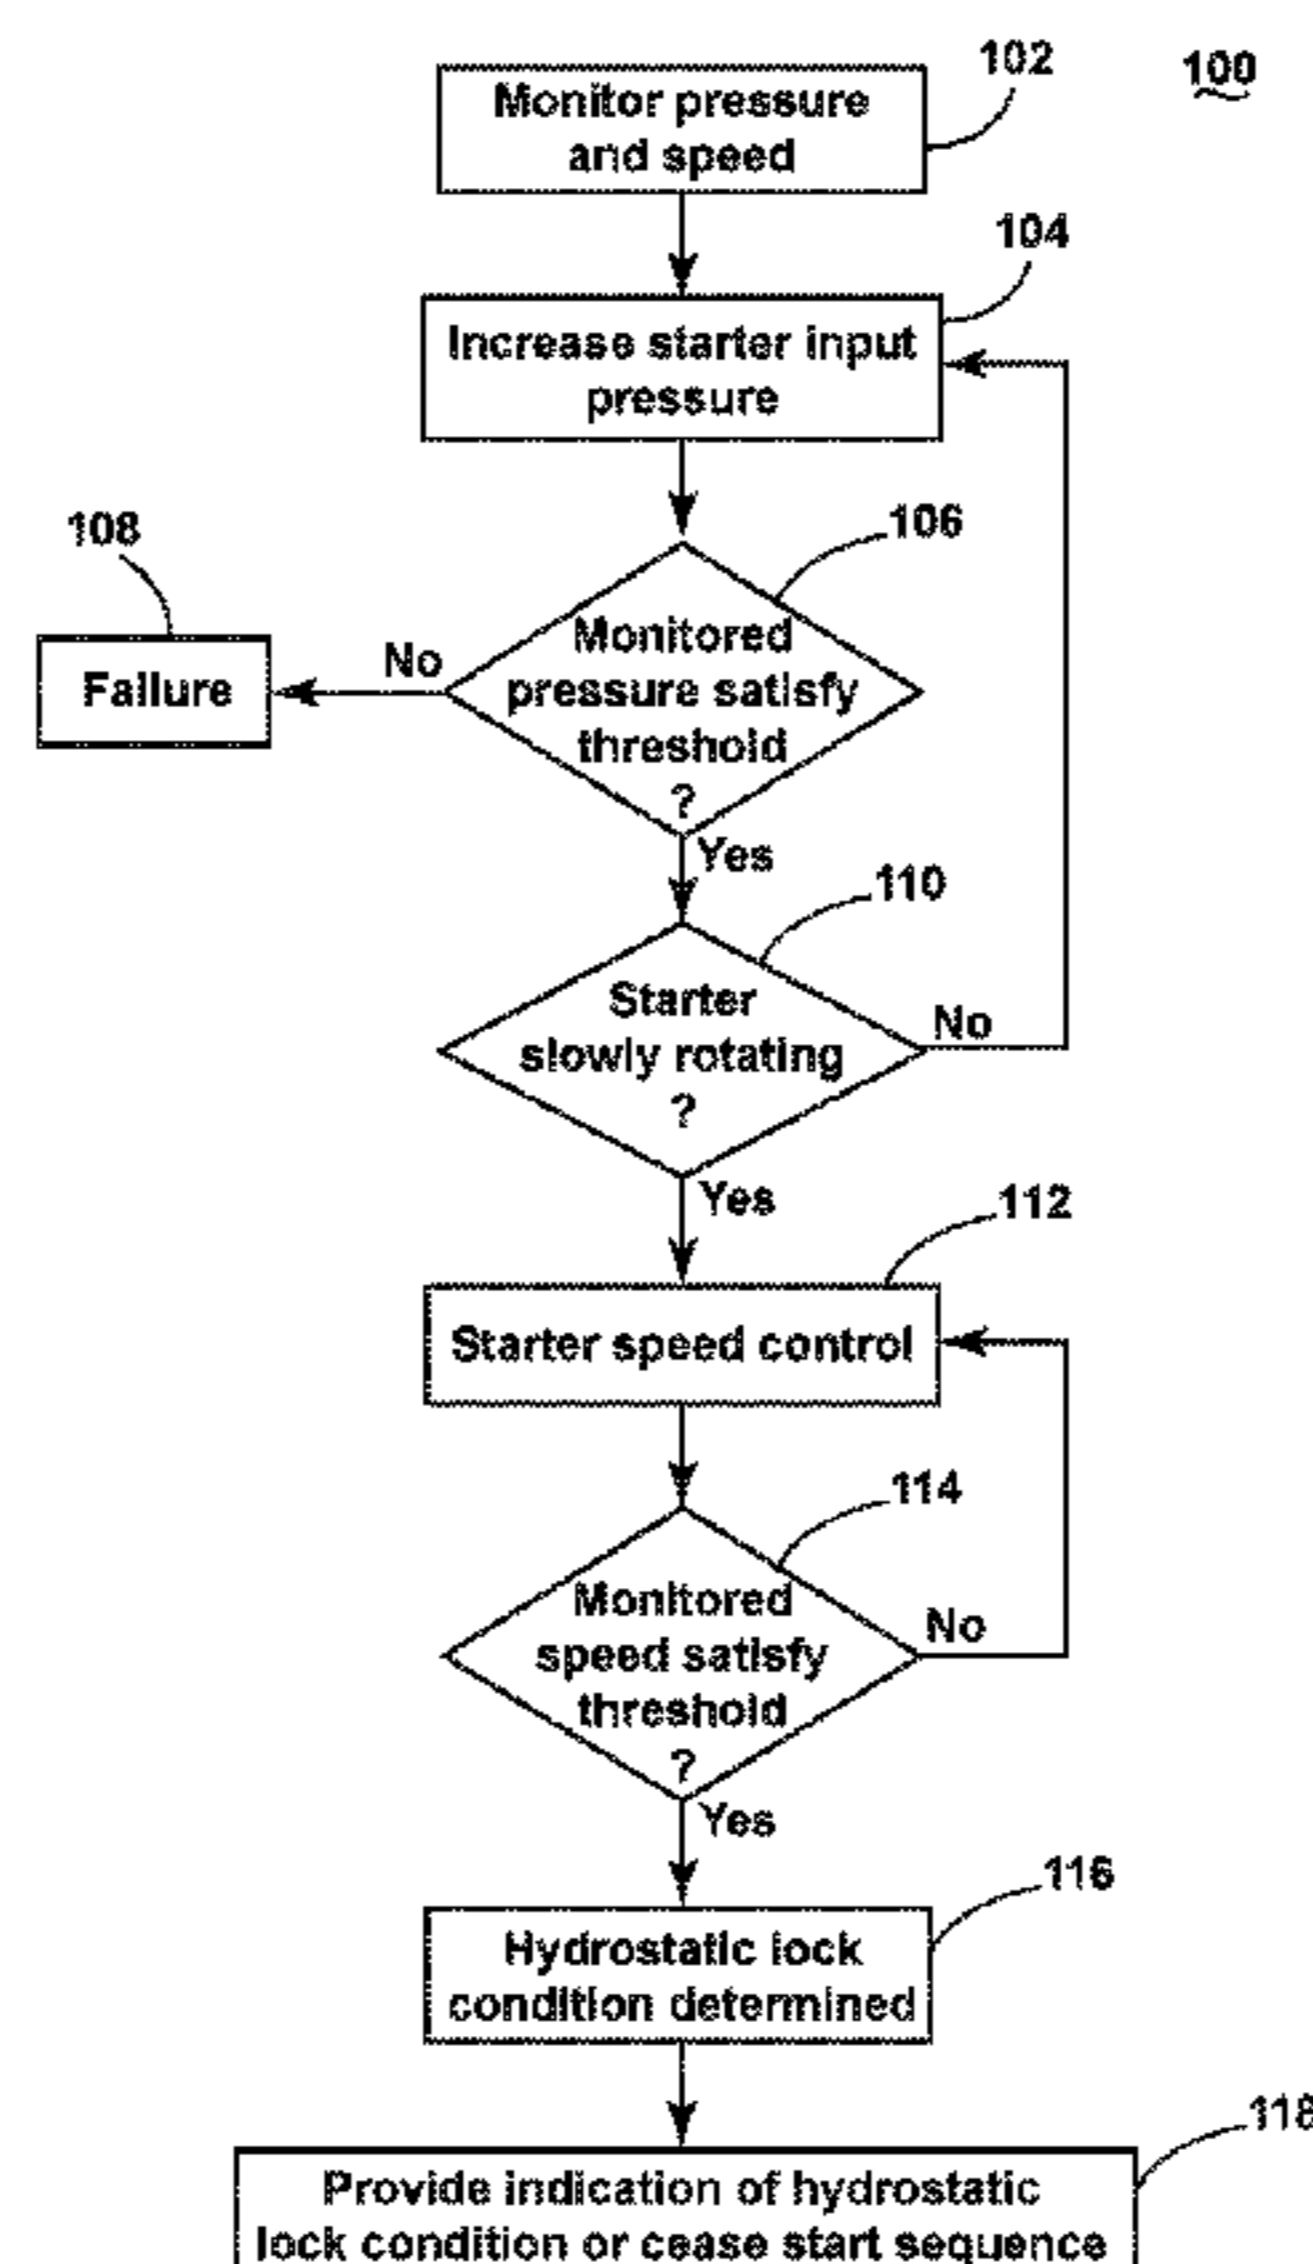 100
102
Monitor pressure
and speed
104
Increase starter input
pressure
106
Monitored
pressure satisfy
threshold
?
No
108
Failure
Yes
110
Starter
slowly rotating
?
No
Yes
112
Starter speed control
114
Monitored
speed satisfy
threshold
?
No
Yes
116
Hydrostatic lock
condition determined
118
Provide indication of hydrostatic
lock condition or cease start sequence